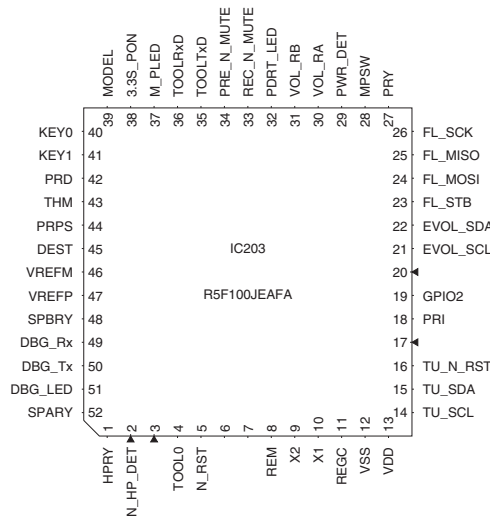 MODEL
3.3S_PON
M_PLED
TOOLRxD
TOOLTxD
PRE_N_MUTE
REC_N_MUTE
PDRT_LED
VOL_RB
VOL_RA
PWR_DET
MPSW
PRY
39
38
37
36
35
34
33
32
31
30
29
28
27
KEY0 40
KEY1 41
PRD 42
THM 43
PRPS 44
DEST 45
VREFM 46
VREFP 47
SPBRY 48
DBG_Rx 49
DBG_Tx 50
DBG_LED 51
SPARY 52
IC203
R5F100JEAFA
26 FL_SCK
25 FL_MISO
24 FL_MOSI
23 FL_STB
22 EVOL_SDA
21 EVOL_SCL
20
19 GPIO2
18 PRI
17
16 TU_N_RST
15 TU_SDA
14 TU_SCL
1
2
3
4
5
6
7
8
9
10
11
12
13
HPRY
N_HP_DET
TOOL0
N_RST
REM
X2
X1
REGC
VSS
VDD